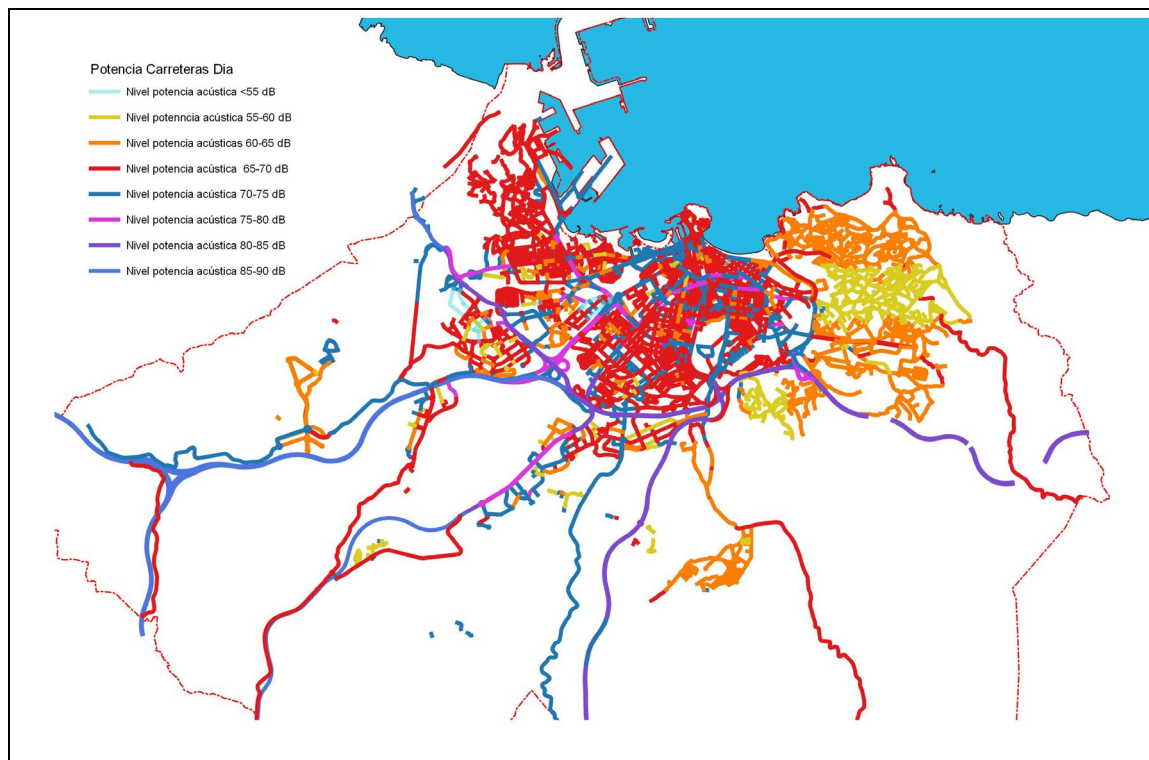 Potencia Carreteras Dia
Nivel potencia acústica <55 dB
Nivel potenncia acústica 55-60 dB
Nivel potencia acústicas 60-65 dB
Nivel potencia acústica 65-70 dB
Nivel potencia acústica 70-75 dB
Nivel potencia acústica 75-80 dB
Nivel potencia acústica 80-85 dB
Nivel potencia acústica 85-90 dB